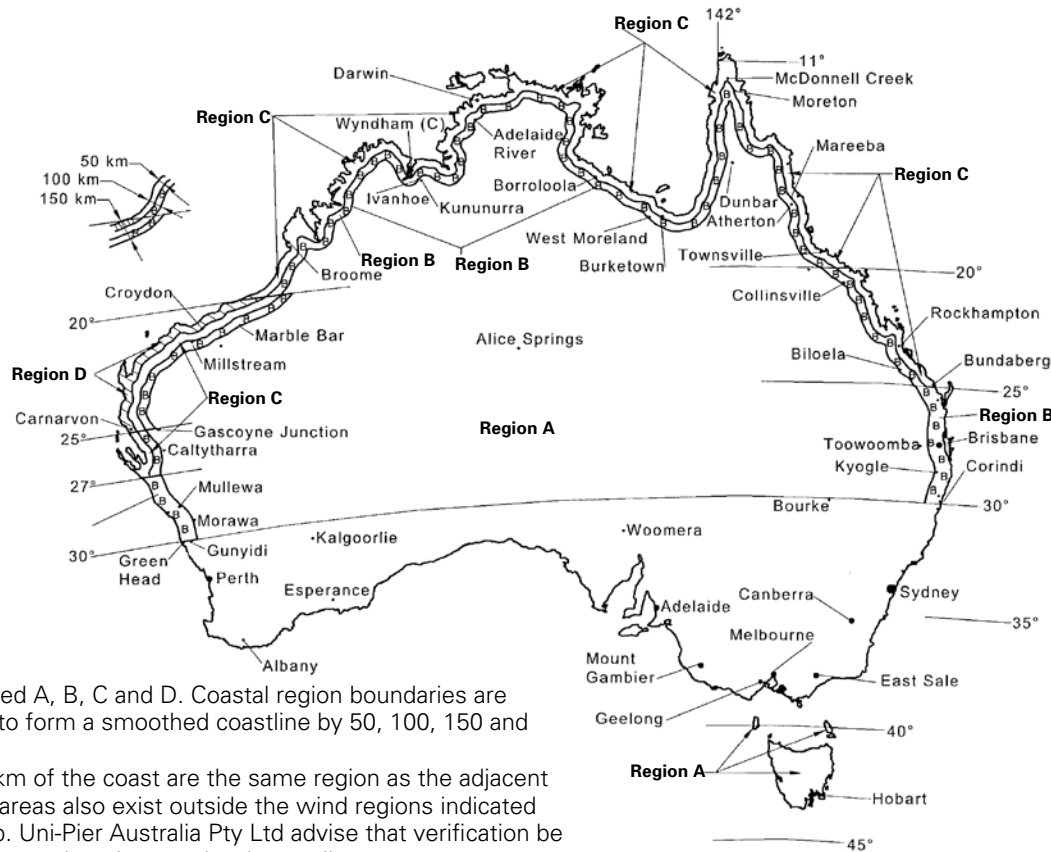 Region C
142°
11°
McDonnell Creek
Moreton
Darwin
Region C
Wyndham (C)
Adelaide
River
Mareeba
50 km
100 km
150 km
Region C
Borroloola
Ivanhoe
Kununurra
Dunbar
Atherton
West Moreland
Region B
Region B
Burketown
Townsville
20°
Broome
Collinsville
Croydon
20°
Marble Bar
Rockhampton
Alice Springs
Millstream
Biloela
Bundaberg
Region D
25°
Region C
Carnarvon
Region B
25°
Gascoyne Junction
Region A
Caltytharra
Toowoomba
Brisbane
Kyogle
Corindi
27°
Mullewa
Bourke
30°
Morawa
Woomera
30°
Gunyidi
Kalgoorlie
Green
Head
Perth
Esperance
Canberra
Sydney
Adelaide
35°
Melbourne
Albany
Mount
Gambier
East Sale
Geelong
40°
Region A
Hobart
45°
B B B B B B B B B B B B B B B B B B B B
ed A, B, C and D. Coastal region boundaries are
to form a smoothed coastline by 50, 100, 150 and
km of the coast are the same region as the adjacent
areas also exist outside the wind regions indicated
. Uni-Pier Australia Pty Ltd advise that verification be